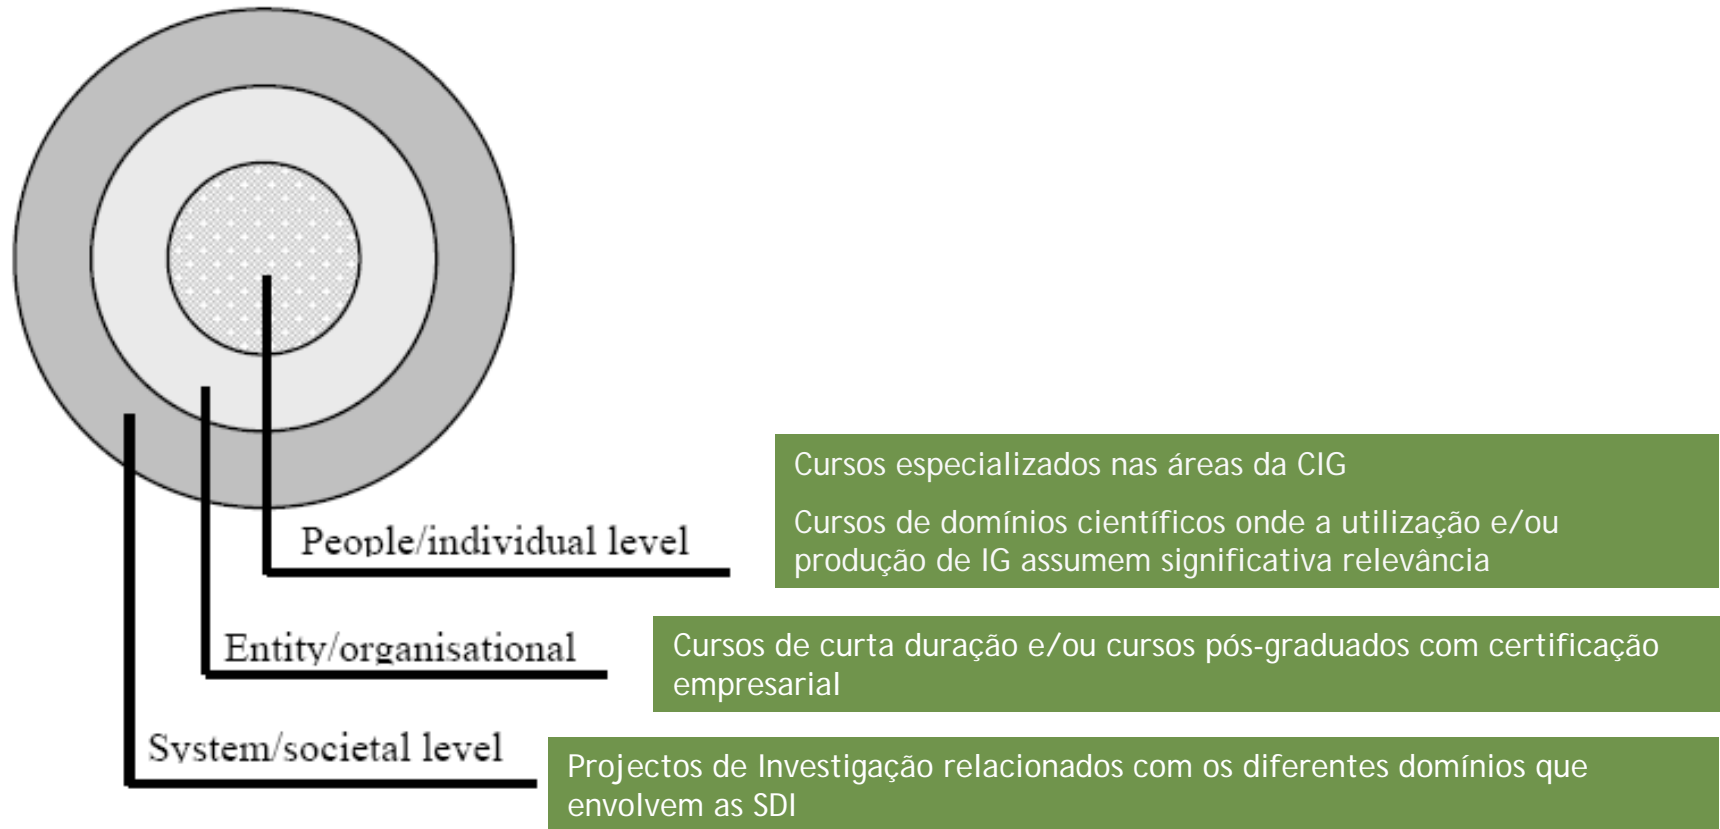 Cursos especializados nas áreas da CIG
Cursos de domínios científicos onde a utilização e/ou
produção de IG assumem significativa relevância
People/individual level
Cursos de curta duração e/ou cursos pós-graduados com certificação
empresarial
Entity/organisational
System/societal level
Projectos de Investigação relacionados com os diferentes domínios que
envolvem as SDI